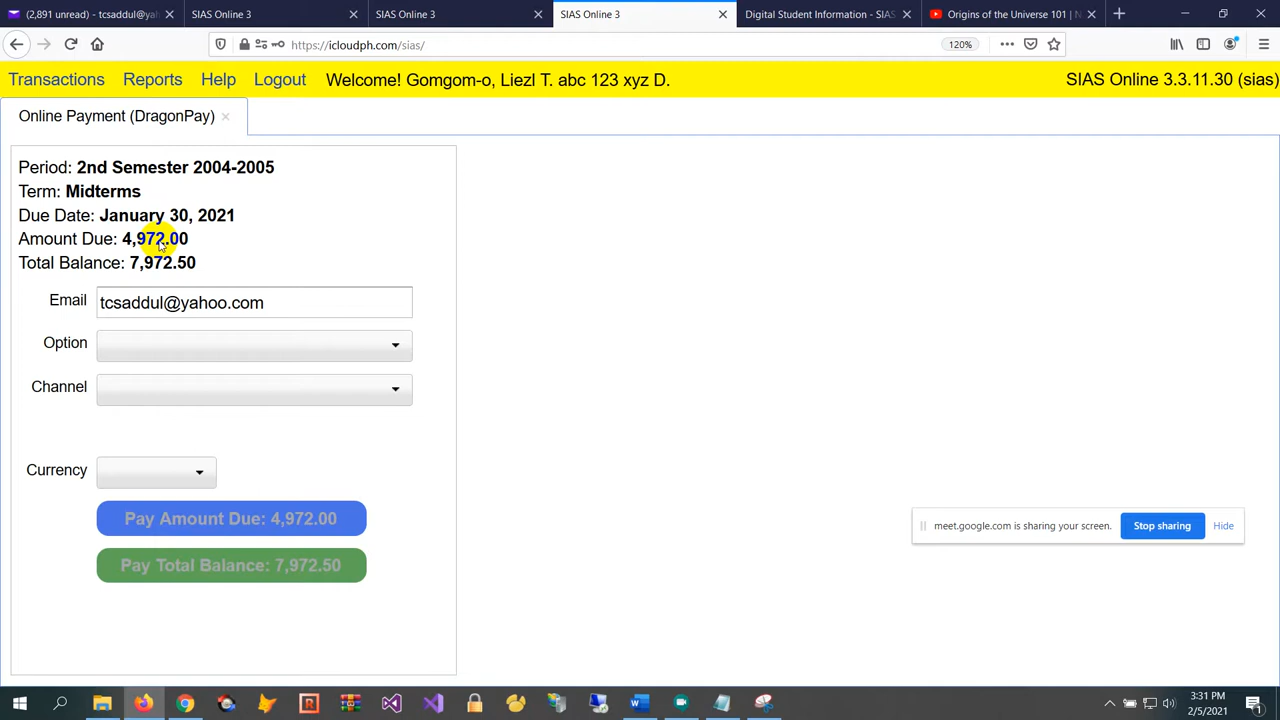 (2,891 unread) - tcsaddul@yah
SIAS Online 3
SIAS Online 3
SIAS Online 3
Digital Student Information - SIAS
Origins of the Universe 101 | N
https://icloudph.com/sias/
120%
Transactions Reports Help Logout Welcome! Gomgom-o, Liezl T. abc 123 xyz D. SIAS Online 3.3.11.30 (sias)
Online Payment (DragonPay)
Period: 2nd Semester 2004-2005
Term: Midterms
Due Date: January 30, 2021
Amount Due: 4,972.00
Total Balance: 7,972.50
Email tcsaddul@yahoo.com
Option
Channel
Currency
Pay Amount Due: 4,972.00
Pay Total Balance: 7,972.50
meet.google.com is sharing your screen. Stop sharing Hide
3:31 PM
2/5/2021